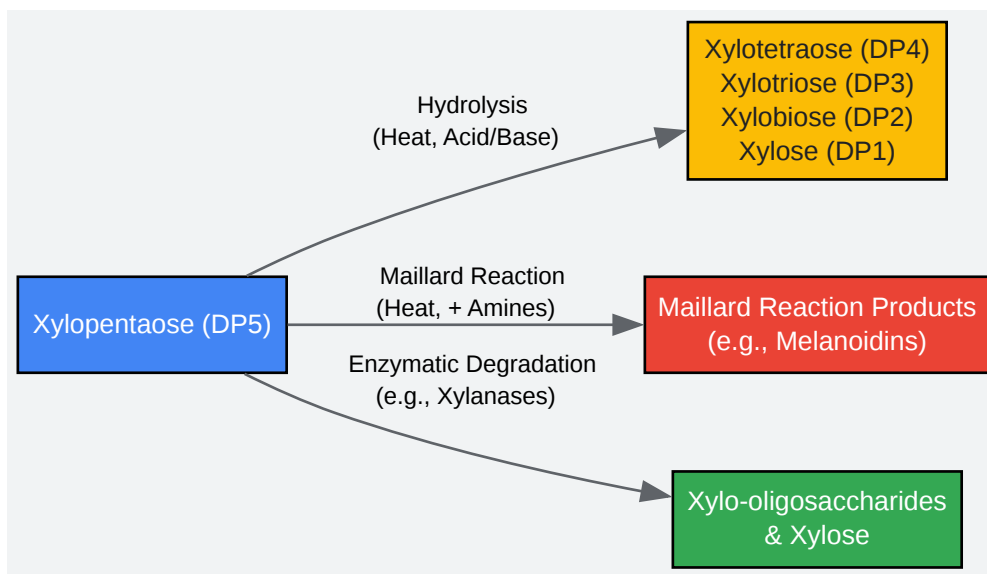 Xylopentaose (DP5)
Hydrolysis
(Heat, Acid/Base)
Xylotetraose (DP4)
Xylotriose (DP3)
Xylobiose (DP2)
Xylose (DP1)
Maillard Reaction
(Heat, + Amines)
Maillard Reaction Products
(e.g., Melanoidins)
Enzymatic Degradation
(e.g., Xylanases)
Xylo-oligosaccharides
& Xylose